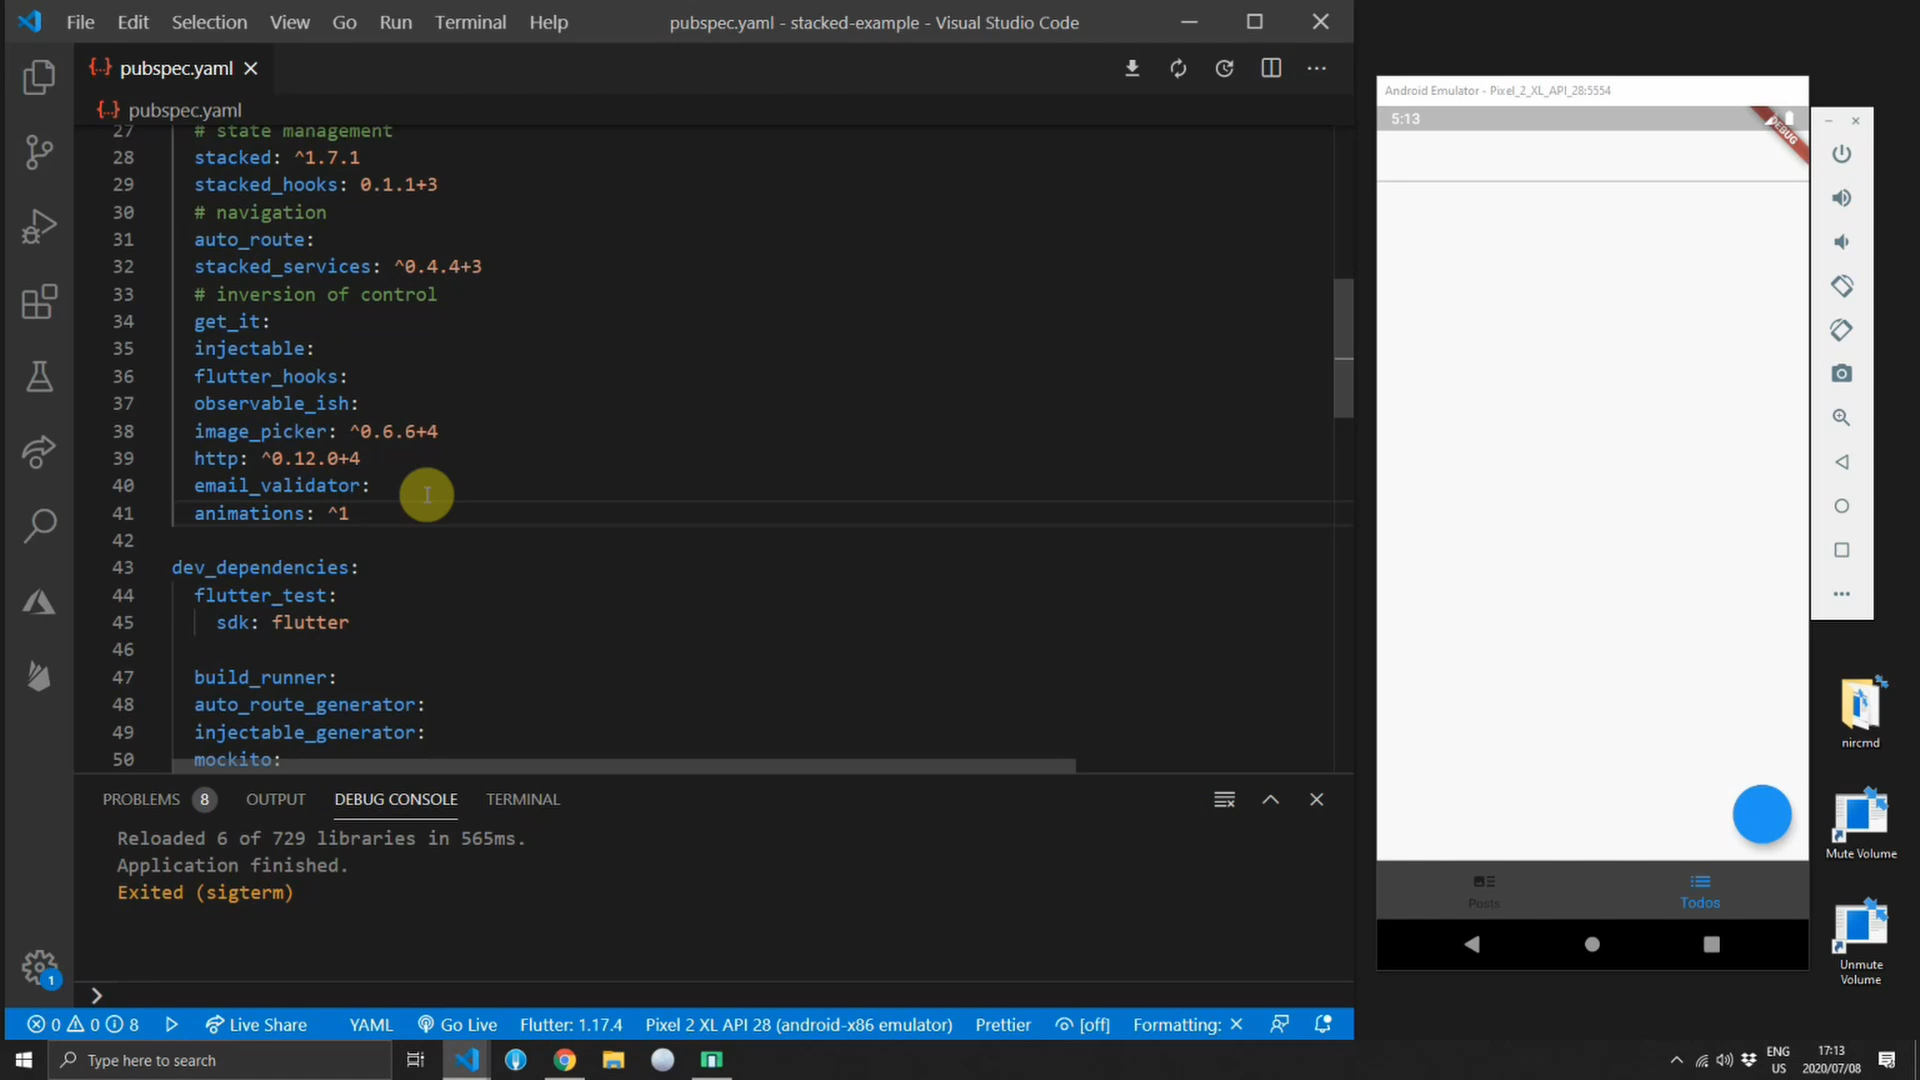 File Edit Selection View Go Run Terminal Help
pubspec.yaml - stacked-example - Visual Studio Code
{..} pubspec.yaml
{..} pubspec.yaml
27 # state management
28 stacked: ^1.7.1
29 stacked_hooks: 0.1.1+3
30 # navigation
31 auto_route:
32 stacked_services: ^0.4.4+3
33 # inversion of control
34 get_it:
35 injectable:
36 flutter_hooks:
37 observable_ish:
38 image_picker: ^0.6.6+4
39 http: ^0.12.0+4
40 email_validator:
41 animations: ^1
42
43 dev_dependencies:
44 flutter_test:
45 sdk: flutter
46
47 build_runner:
48 auto_route_generator:
49 injectable_generator:
50 mockito:
PROBLEMS 8 OUTPUT DEBUG CONSOLE TERMINAL
Reloaded 6 of 729 libraries in 565ms.
Application finished.
Exited (sigterm)
1
0 0 8 Live Share YAML Go Live Flutter: 1.17.4 Pixel 2 XL API 28 (android-x86 emulator) Prettier [off] Formatting: ✕
Android Emulator - Pixel_2_XL_API_28:5554
5:13
DEBUG
Posts Todos
nircmd
Mute Volume
Unmute
Volume
Type here to search
ENG
US
17:13
2020/07/08